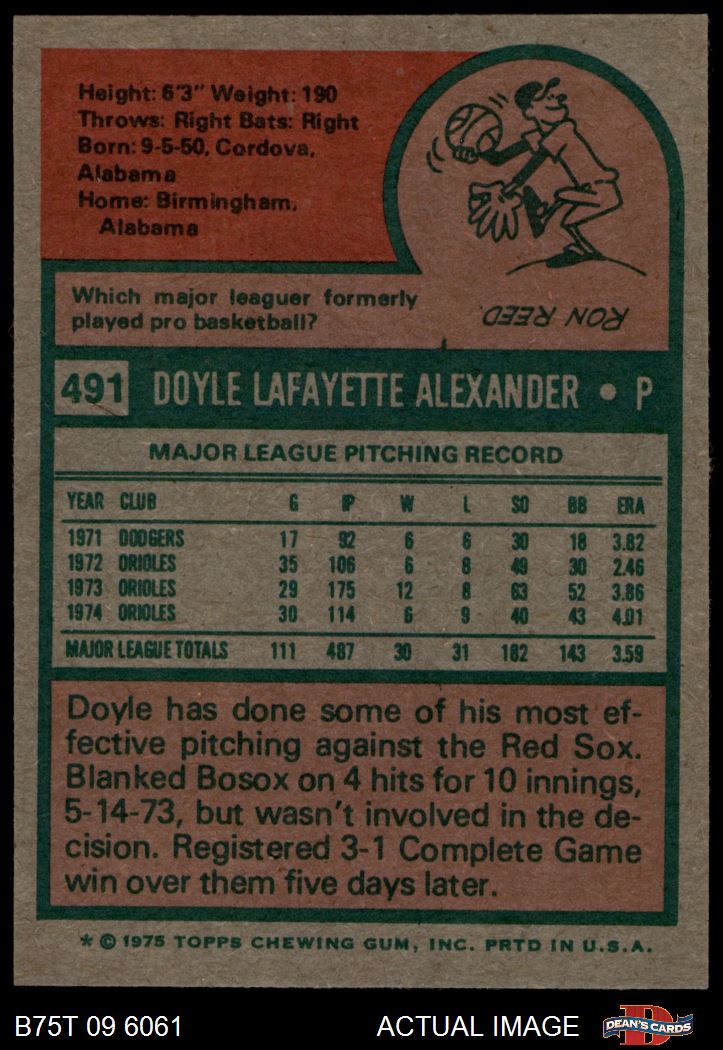 Height: 6'3" Weight: 190
Throws: Right Bats: Right
Born: 9-5-50, Cordova,
Alabama
Home: Birmingham,
Alabama
Which major leaguer formerly
played pro basketball?
RON REED.
491 DOYLE LAFAYETTE ALEXANDER • P
MAJOR LEAGUE PITCHING RECORD
YEAR CLUB G IP W L SO BB ERA
1971 DODGERS 17 92 6 6 30 18 3.82
1972 ORIOLES 35 106 6 8 49 30 2.46
1973 ORIOLES 29 175 12 8 63 52 3.86
1974 ORIOLES 30 114 6 9 40 43 4.01
MAJOR LEAGUE TOTALS 111 487 30 31 182 143 3.59
Doyle has done some of his most ef-
fective pitching against the Red Sox.
Blanked Bosox on 4 hits for 10 innings,
5-14-73, but wasn't involved in the de-
cision. Registered 3-1 Complete Game
win over them five days later.
* © 1975 TOPPS CHEWING GUM, INC. PRTD IN U.S.A.
B75T 09 6061 ACTUAL IMAGE D DEAN'S CARDS